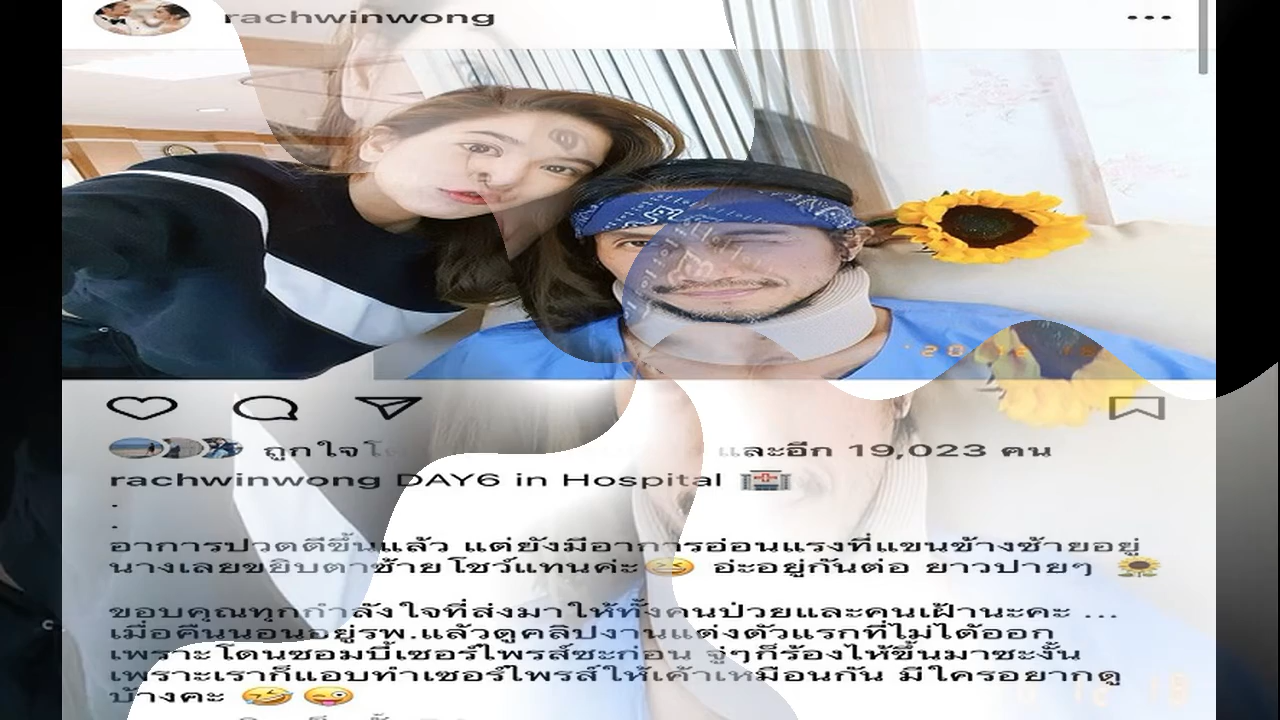 rachwinwong
'20 12 18
ถูกใจโด และอีก 19,023 คน
rachwinwong DAY6 in Hospital 🏥
.
.
อาการปวดดีขึ้นแล้ว แต่ยังมีอาการอ่อนแรงที่แขนข้างซ้ายอยู่
นางเลยขยิบตาซ้ายโชว์แทนค่ะ😆 อ่ะอยู่กันต่อ ยาวปายๆ 🌻
ขอบคุณทุกกำลังใจที่ส่งมาให้ทั้งคนป่วยและคนเฝ้านะคะ ...
เมื่อคืนนอนอยู่รพ.แล้วดูคลิปงานแต่งตัวแรกที่ไม่ได้ออก
เพราะโดนซอมบี้เซอร์ไพรส์ซะก่อน จู่ๆก็ร้องไห้ขึ้นมาซะงั้น
เพราะเราก็แอบทำเซอร์ไพรส์ให้เค้าเหมือนกัน มีใครอยากดู
บ้างคะ 🤣😜